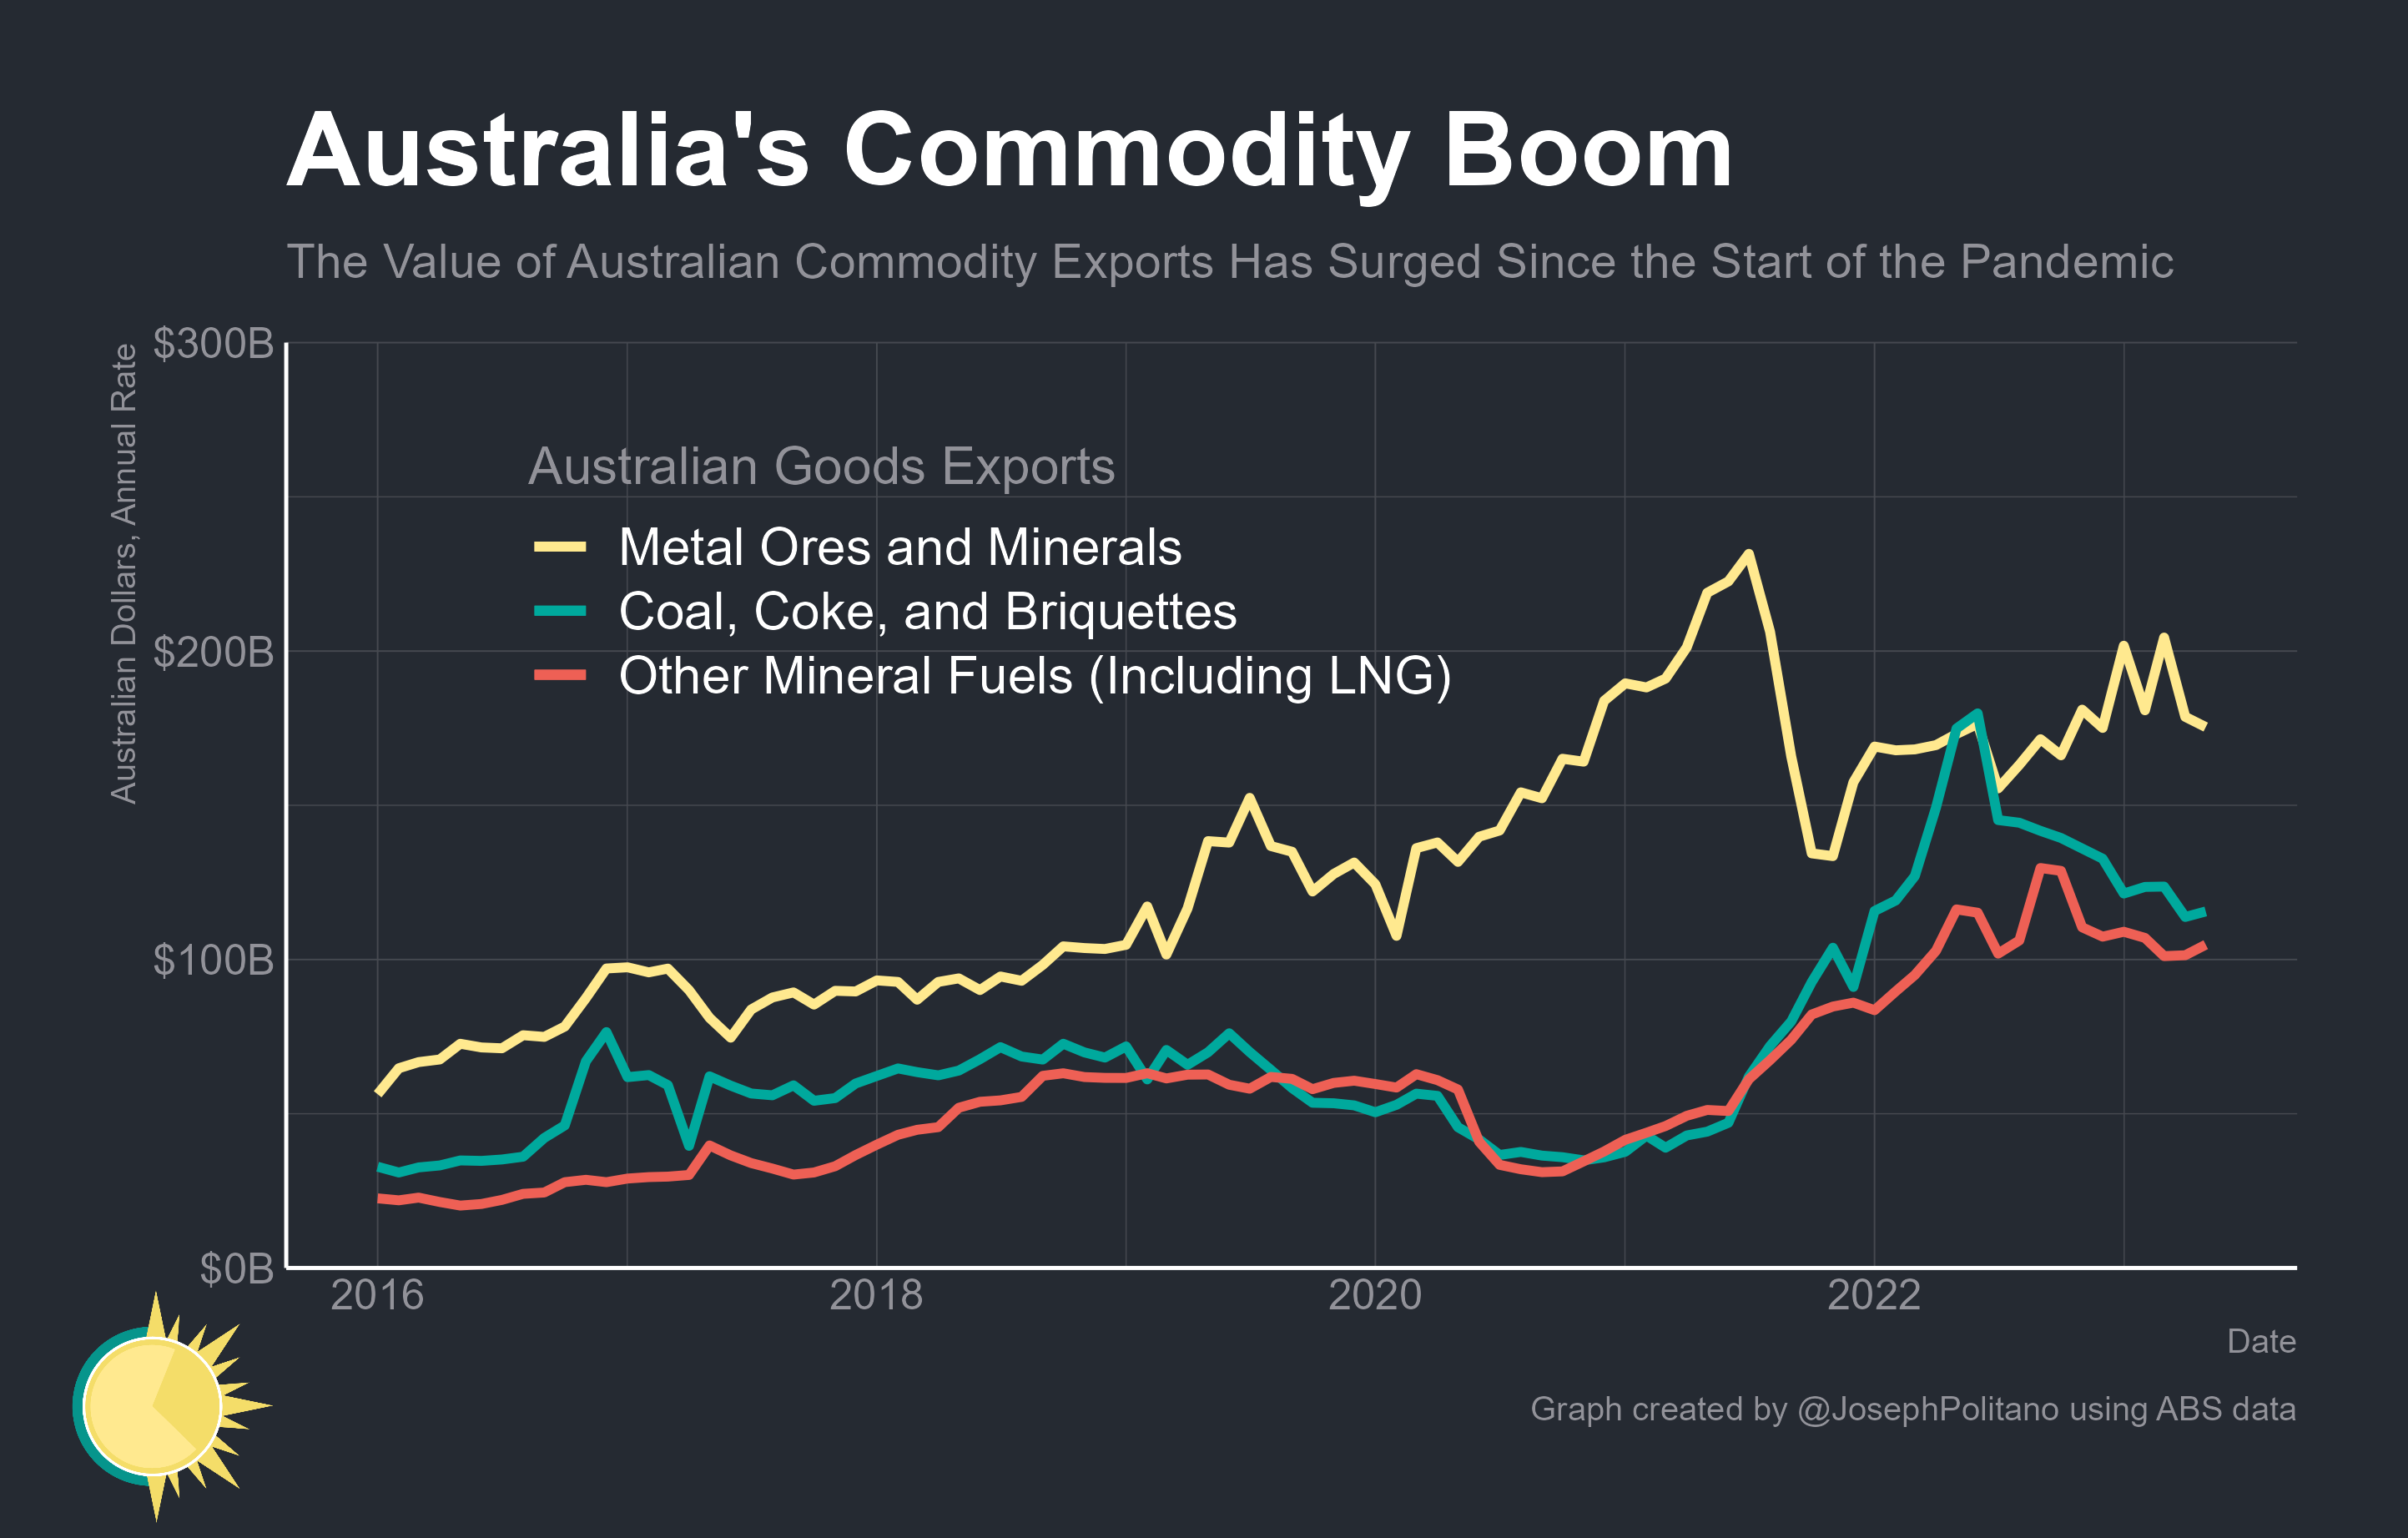 Australia's Commodity Boom
The Value of Australian Commodity Exports Has Surged Since the Start of the Pandemic
Australian Dollars, Annual Rate
$300B
$200B
$100B
$0B
Australian Goods Exports
Metal Ores and Minerals
Coal, Coke, and Briquettes
Other Mineral Fuels (Including LNG)
2016 2018 2020 2022
Date
Graph created by @JosephPolitano using ABS data